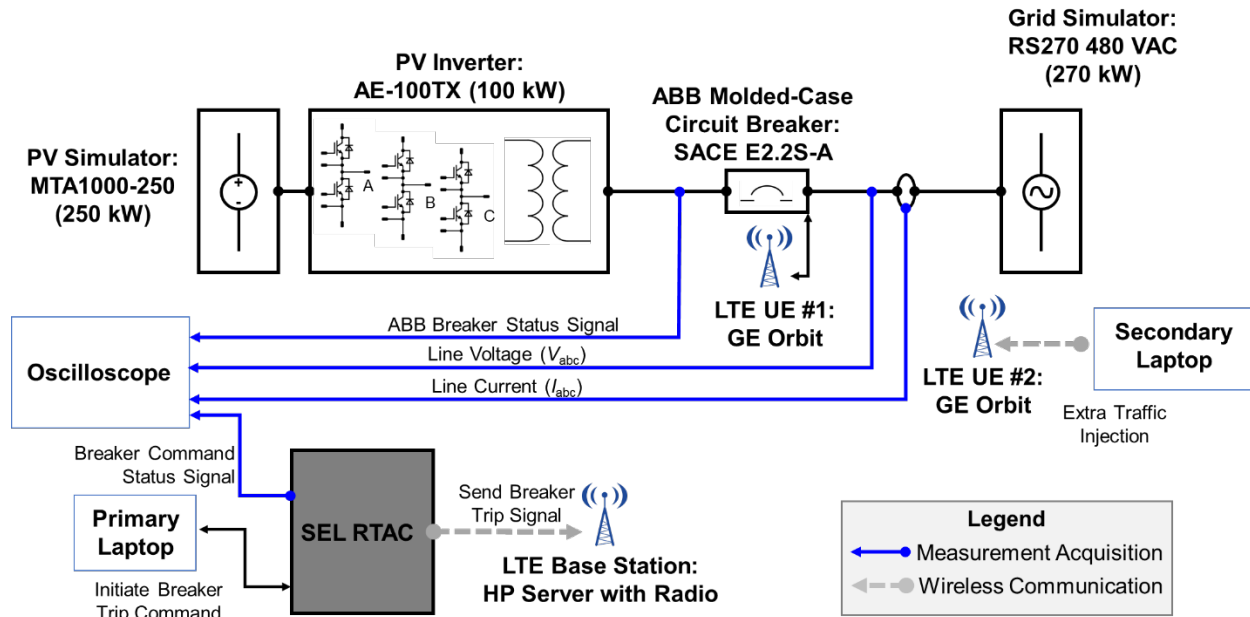 Grid Simulator:
RS270 480 VAC
(270 kW)
PV Inverter:
AE-100TX (100 kW)
ABB Molded-Case
Circuit Breaker:
SACE E2.2S-A
PV Simulator:
MTA1000-250
(250 kW)
+
-
A
B
C
LTE UE #1:
GE Orbit
ABB Breaker Status Signal
Line Voltage (Vabc)
Line Current (Iabc)
Oscilloscope
Secondary
Laptop
LTE UE #2:
GE Orbit
Extra Traffic
Injection
Breaker Command
Status Signal
Primary
Laptop
SEL RTAC
Send Breaker
Trip Signal
LTE Base Station:
HP Server with Radio
Initiate Breaker
Trip Command
Legend
Measurement Acquisition
Wireless Communication